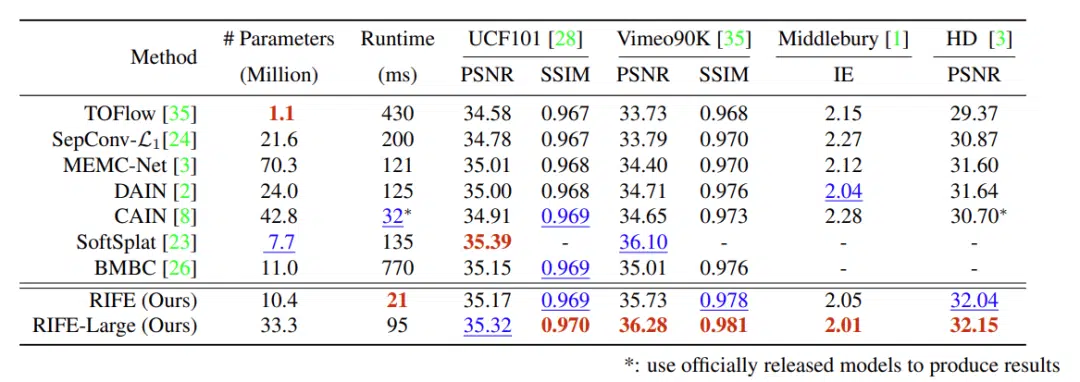 Method # Parameters Runtime UCF101 [28] Vimeo90K [35] Middlebury [1] HD [3]
(Million) (ms) PSNR SSIM PSNR SSIM IE PSNR
TOFlow [35] 1.1 430 34.58 0.967 33.73 0.968 2.15 29.37
SepConv-ℒ₁[24] 21.6 200 34.78 0.967 33.79 0.970 2.27 30.87
MEMC-Net [3] 70.3 121 35.01 0.968 34.40 0.970 2.12 31.60
DAIN [2] 24.0 125 35.00 0.968 34.71 0.976 2.04 31.64
CAIN [8] 42.8 32* 34.91 0.969 34.65 0.973 2.28 30.70*
SoftSplat [23] 7.7 135 35.39 - 36.10 - - -
BMBC [26] 11.0 770 35.15 0.969 35.01 0.976 - -
RIFE (Ours) 10.4 21 35.17 0.969 35.73 0.978 2.05 32.04
RIFE-Large (Ours) 33.3 95 35.32 0.970 36.28 0.981 2.01 32.15
*: use officially released models to produce results